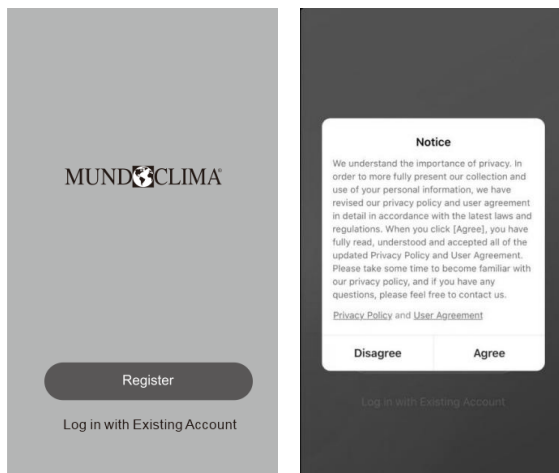 MUNDOCLIMA®
Register
Log in with Existing Account
Notice
We understand the importance of privacy. In
order to more fully present our collection and
use of your personal information, we have
revised our privacy policy and user agreement
in detail in accordance with the latest laws and
regulations. When you click [Agree], you have
fully read, understood and accepted all of the
updated Privacy Policy and User Agreement.
Please take some time to become familiar with
our privacy policy, and if you have any
questions, please feel free to contact us.
Privacy Policy and User Agreement
Disagree Agree
Log in with Existing Account